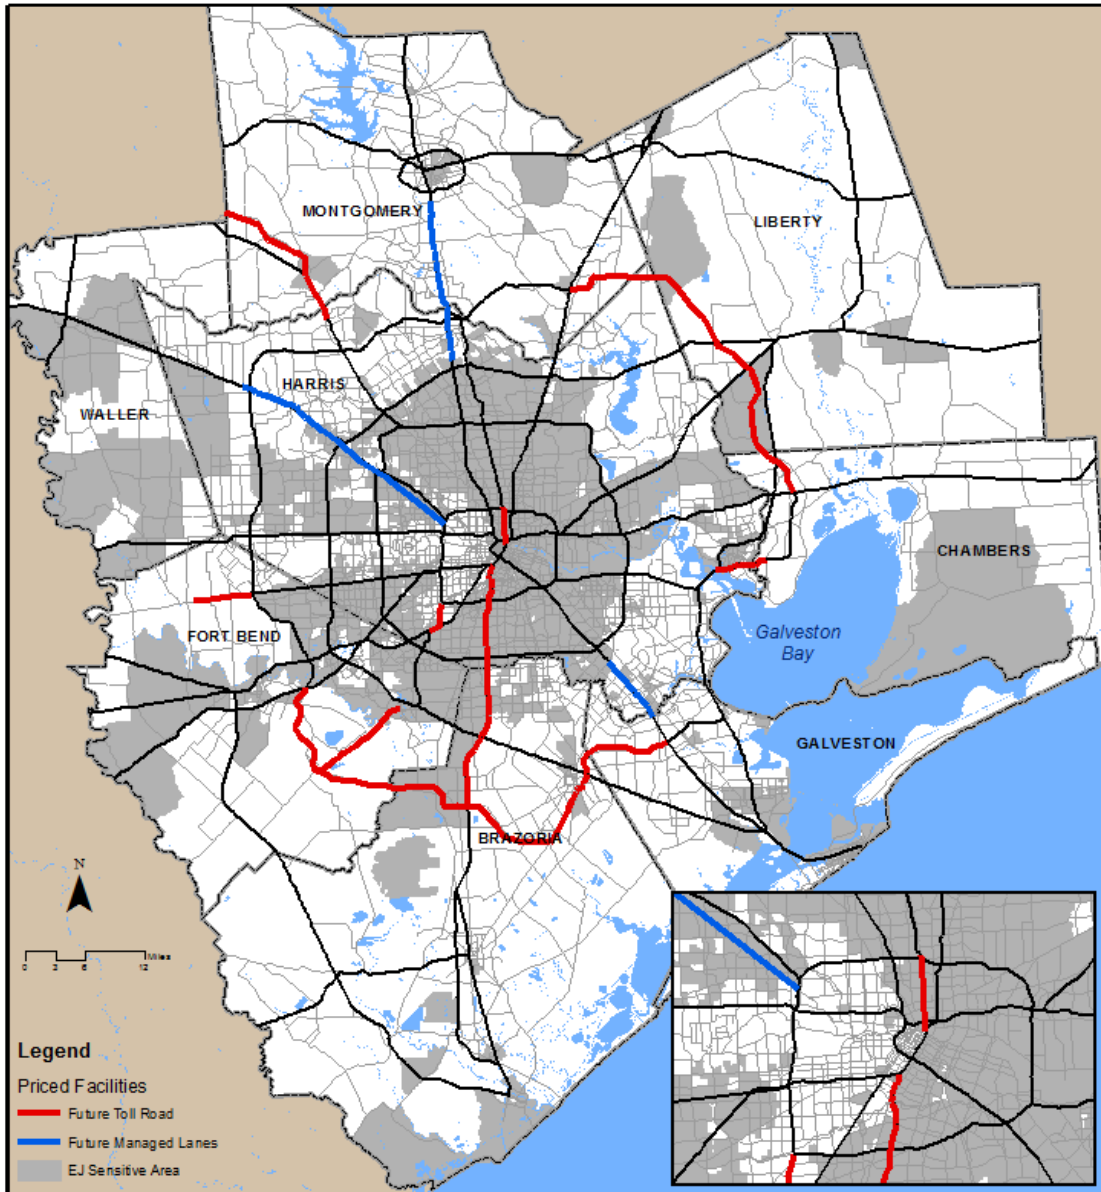 MONTGOMERY
LIBERTY
HARRIS
WALLER
CHAMBERS
Galveston
Bay
FORT BEND
GALVESTON
BRAZORIA
N
0 3 6 12 Miles
Legend
Priced Facilities
Future Toll Road
Future Managed Lanes
EJ Sensitive Area